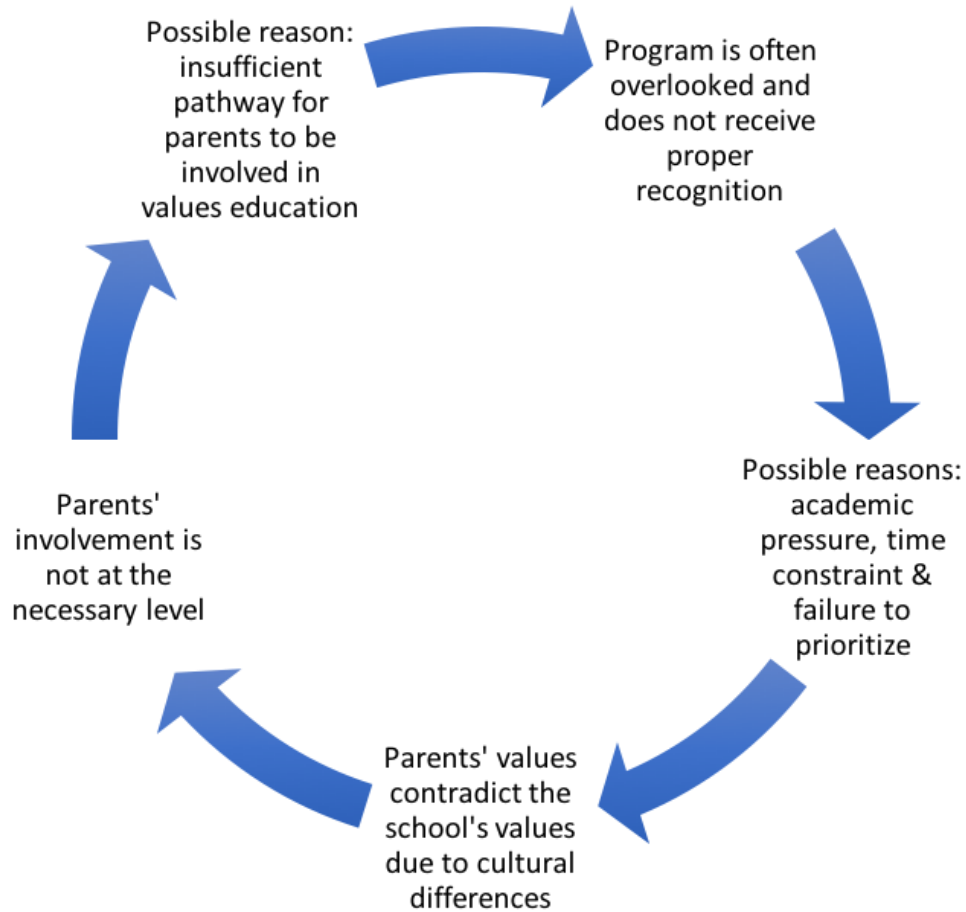 Possible reason:
insufficient
pathway for
parents to be
involved in
values education
Program is often
overlooked and
does not receive
proper
recognition
Possible reasons:
academic
pressure, time
constraint &
failure to
prioritize
Parents' values
contradict the
school's values
due to cultural
differences
Parents'
involvement is
not at the
necessary level